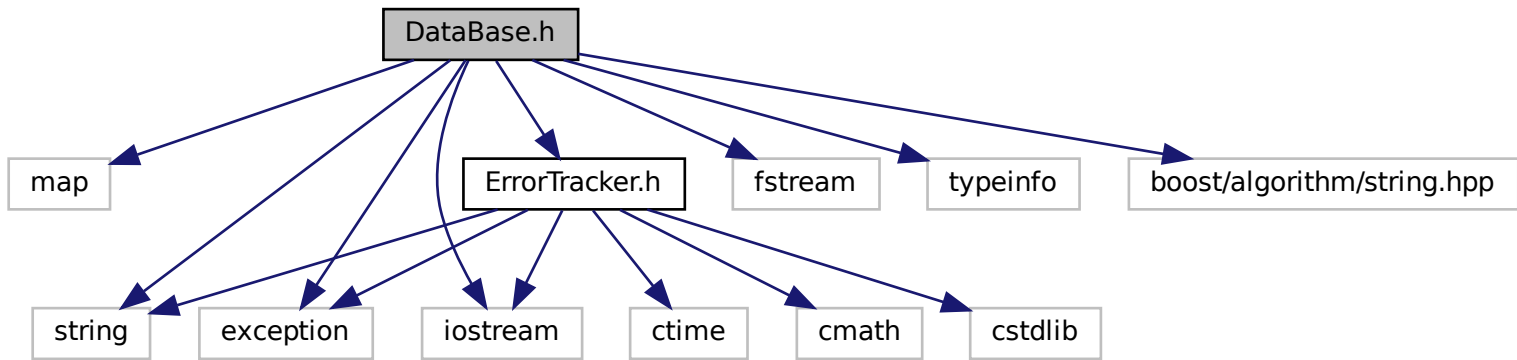 DataBase.h
map
ErrorTracker.h
fstream
typeinfo
boost/algorithm/string.hpp
string
exception
iostream
ctime
cmath
cstdlib